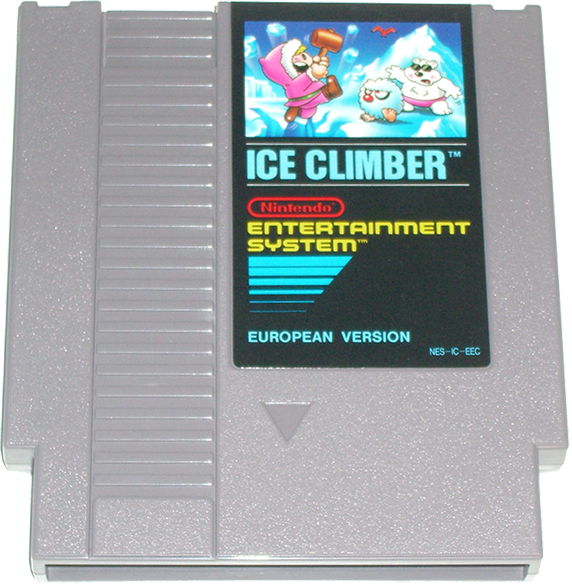 ICE CLIMBER™
Nintendo®
ENTERTAINMENT
SYSTEM™
EUROPEAN VERSION
NES-IC-EEC